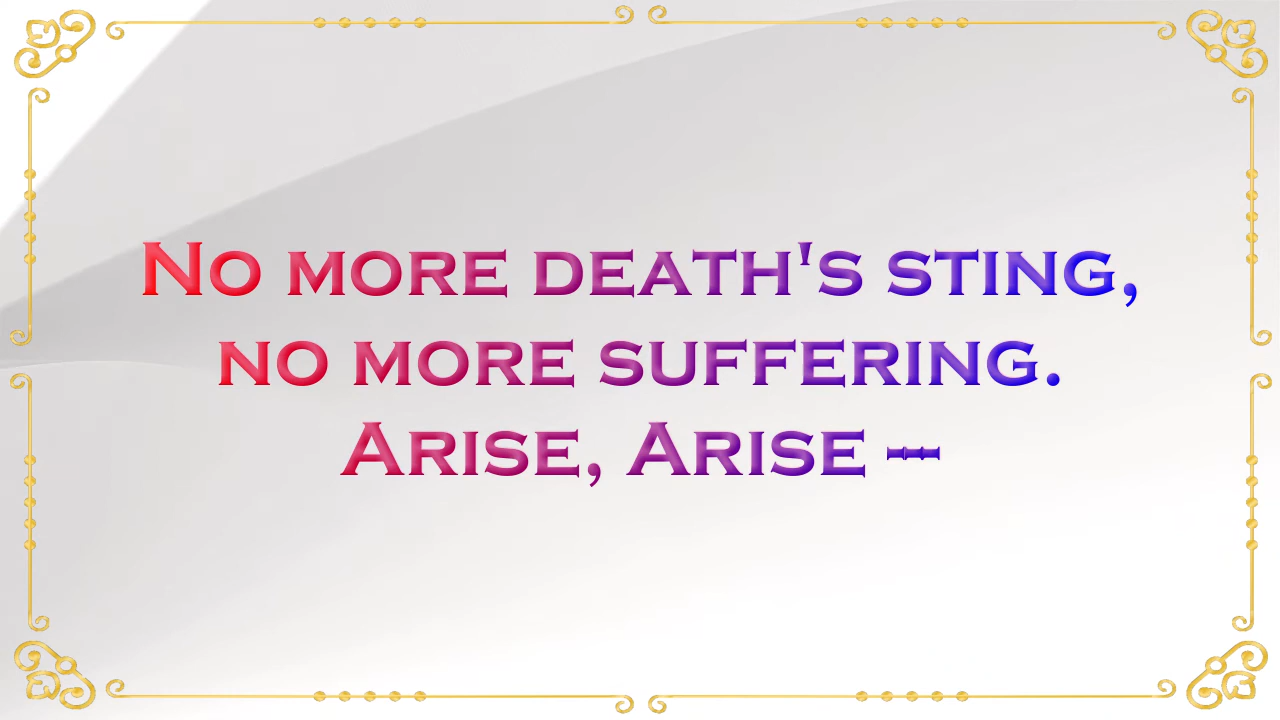 No more death's sting,
no more suffering.
Arise, Arise ---